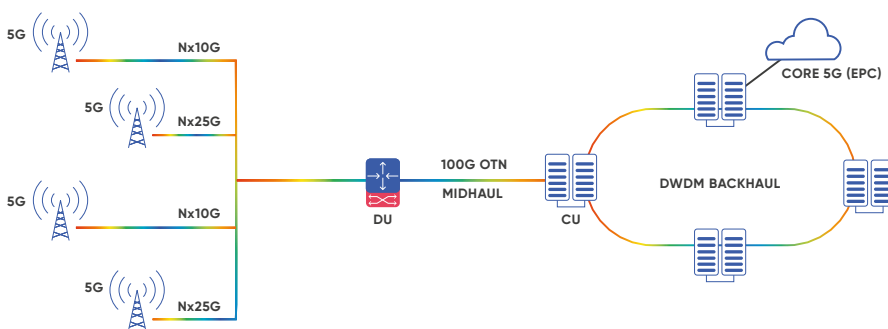 5G
Nx10G
5G
Nx25G
5G
Nx10G
5G
Nx25G
DU
100G OTN
MIDHAUL
CU
DWDM BACKHAUL
CORE 5G (EPC)